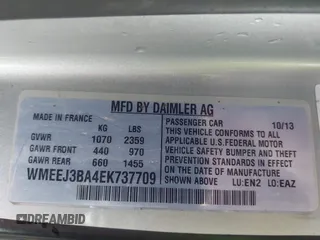 MFD BY DAIMLER AG
MADE IN FRANCE
PASSENGER CAR 10/13
KG LBS
GVWR 1070 2359
GAWR FRONT 440 970
GAWR REAR 660 1455
THIS VEHICLE CONFORMS TO ALL
APPLICABLE U.S. FEDERAL MOTOR
VEHICLE SAFETY BUMPER AND THEFT
PREVENTION STANDARDS IN EFFECT
ON THE DATE OF MANUFACTURE
SHOWN ABOVE.
WMEEJ3BA4EK737709
LU:EN2 LO:EAZ
DREAMBID